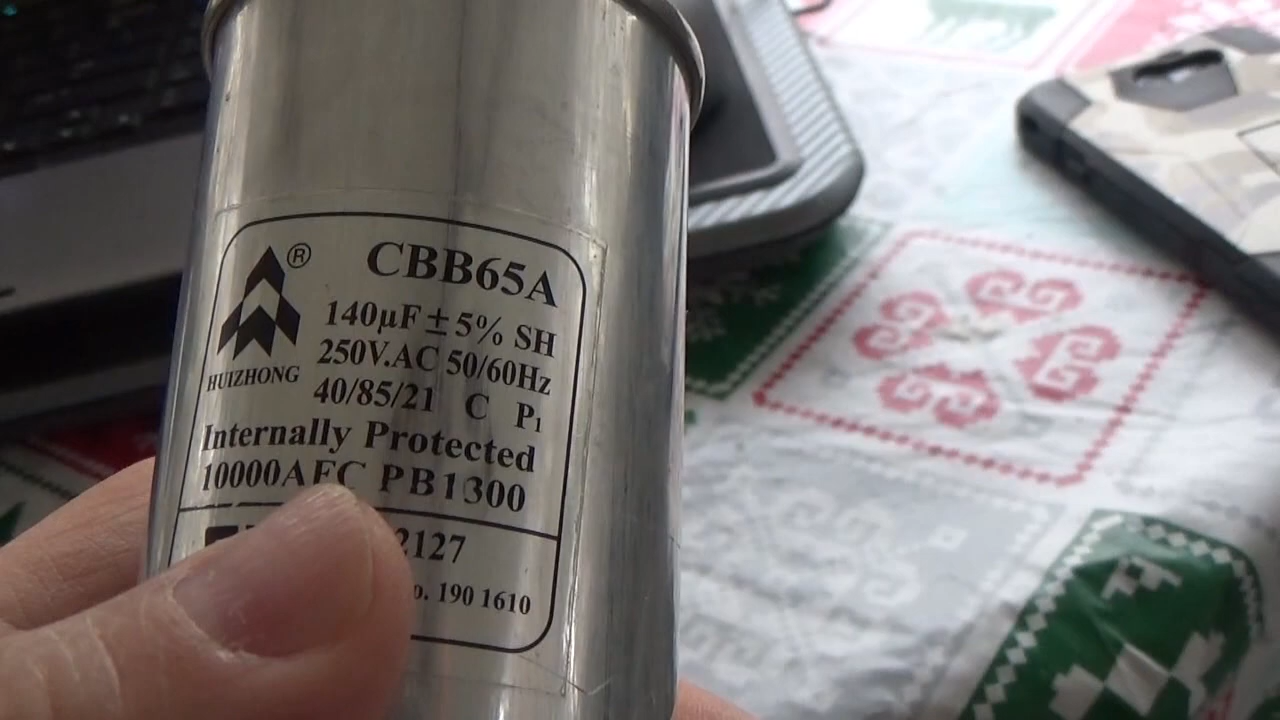 ®
CBB65A
140µF±5% SH
250V.AC 50/60Hz
HUIZHONG
40/85/21 C P₁
Internally Protected
10000AFC PB1300
2127
190 1610